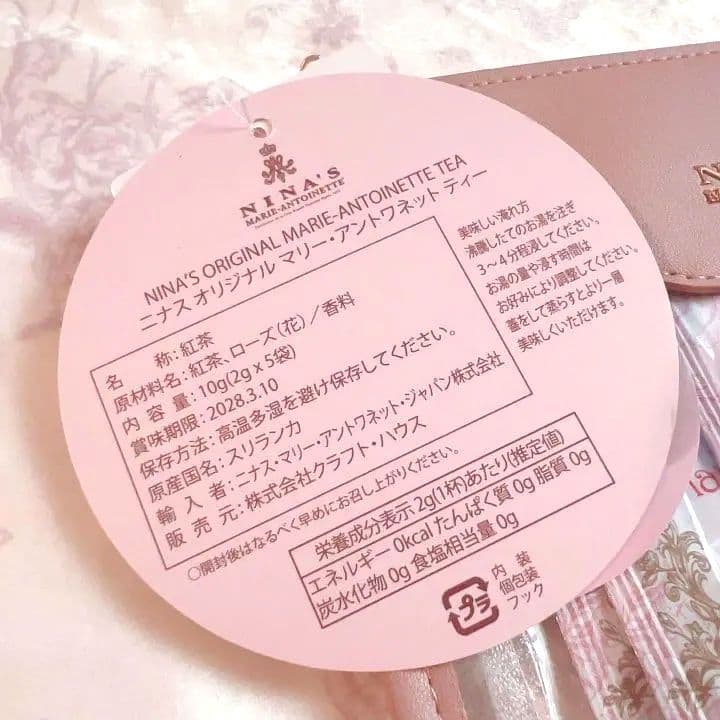 NINA'S
MARIE-ANTOINETTE
NINA'S ORIGINAL MARIE-ANTOINETTE TEA
ニナス オリジナル マリー・アントワネット ティー
名 称:紅茶
原材料名:紅茶、ローズ(花)/香料
内 容 量:10g(2g x 5袋)
賞味期限:2028.3.10
保存方法:高温多湿を避け保存してください。
原産国名:スリランカ
輸 入 者:ニナス・マリー・アントワネット・ジャパン株式会社
販 売 元:株式会社クラフト・ハウス
○開封後はなるべく早めにお召し上がりください。
美味しい淹れ方
沸騰したてのお湯を注ぎ
3〜4分程浸してください。
お湯の量や浸す時間は
お好みにより調整してください。
蓋をして蒸らすとより一層
美味しくいただけます。
栄養成分表示 2g(1杯)あたり(推定値)
エネルギー 0kcal たんぱく質 0g 脂質 0g
炭水化物 0g 食塩相当量 0g
プラ
内 装
個包装
フック